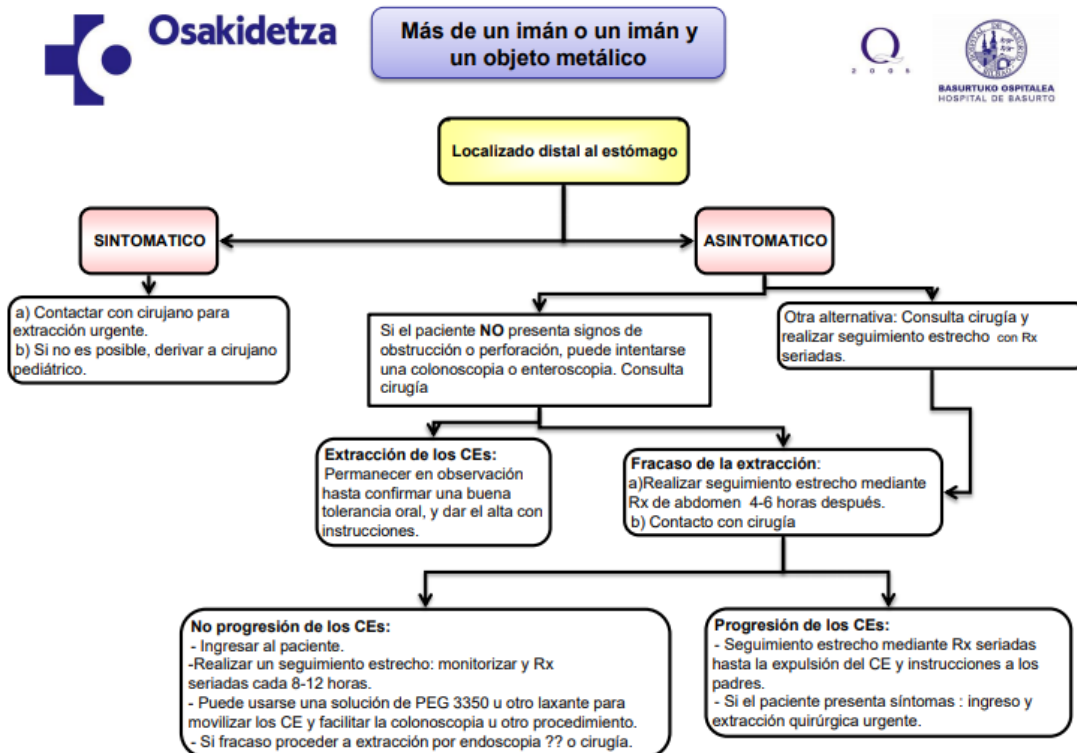 Osakidetza
Más de un imán o un imán y
un objeto metálico
Q
2005
HOSPITAL DE BASURTO
BILBAO
BASURTUKO OSPITALEA
HOSPITAL DE BASURTO
Localizado distal al estómago
SINTOMATICO
ASINTOMATICO
a) Contactar con cirujano para
extracción urgente.
b) Si no es posible, derivar a cirujano
pediátrico.
Si el paciente NO presenta signos de
obstrucción o perforación, puede intentarse
una colonoscopia o enteroscopia. Consulta
cirugía
Otra alternativa: Consulta cirugía y
realizar seguimiento estrecho con Rx
seriadas.
Extracción de los CEs:
Permanecer en observación
hasta confirmar una buena
tolerancia oral, y dar el alta con
instrucciones.
Fracaso de la extracción:
a)Realizar seguimiento estrecho mediante
Rx de abdomen 4-6 horas después.
b) Contacto con cirugía
No progresión de los CEs:
- Ingresar al paciente.
-Realizar un seguimiento estrecho: monitorizar y Rx
seriadas cada 8-12 horas.
- Puede usarse una solución de PEG 3350 u otro laxante para
movilizar los CE y facilitar la colonoscopia u otro procedimiento.
- Si fracaso proceder a extracción por endoscopia ?? o cirugía.
Progresión de los CEs:
- Seguimiento estrecho mediante Rx seriadas
hasta la expulsión del CE y instrucciones a los
padres.
- Si el paciente presenta síntomas : ingreso y
extracción quirúrgica urgente.